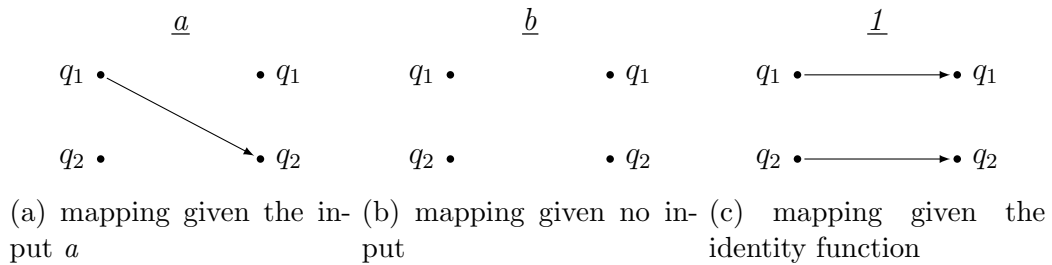 a b 1
q₁ q₁ q₁ q₁ q₁ q₁
q₂ q₂ q₂ q₂ q₂ q₂
(a) mapping given the in-
put a
(b) mapping given no in-
put
(c) mapping given the
identity function